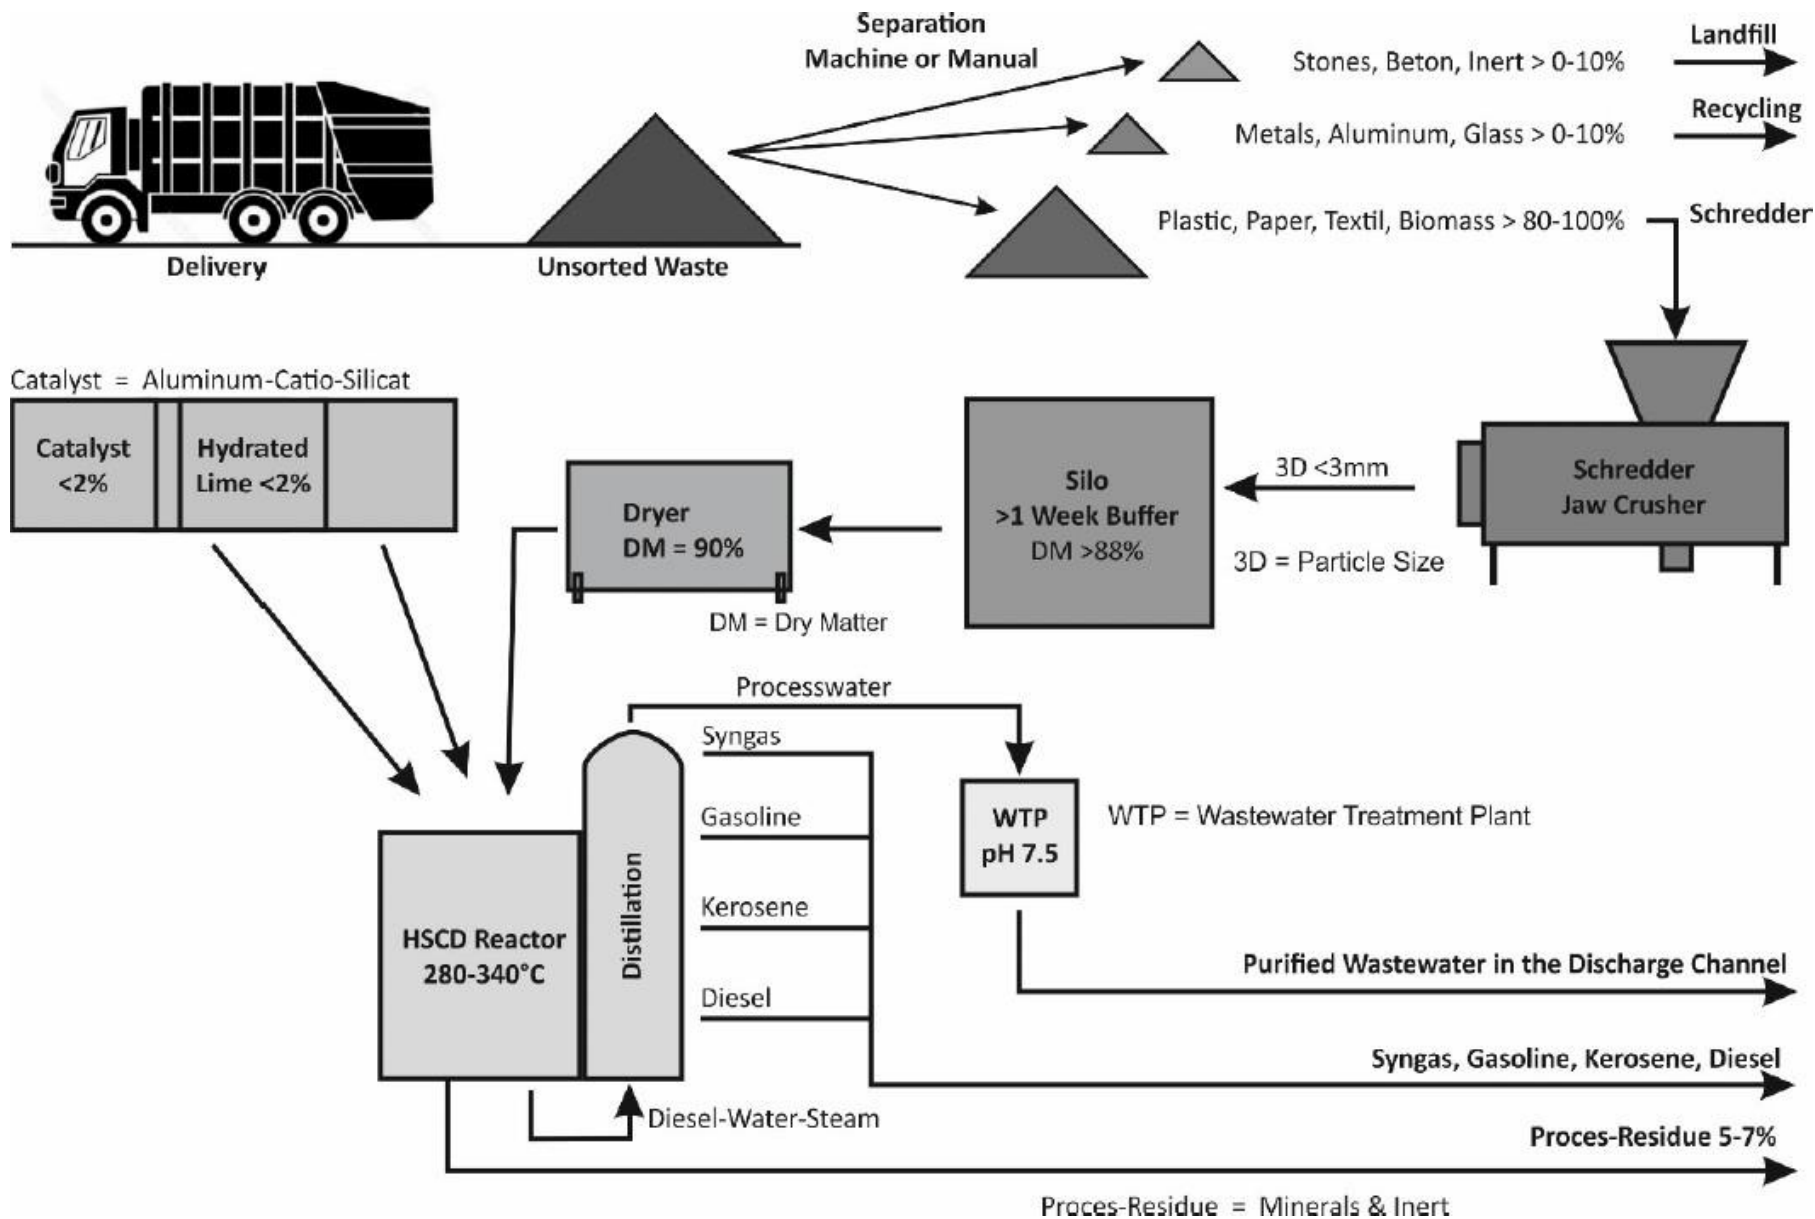 Separation
Machine or Manual
Stones, Beton, Inert > 0-10%
Landfill
Metals, Aluminum, Glass > 0-10%
Recycling
Plastic, Paper, Textil, Biomass > 80-100%
Schredder
Delivery
Unsorted Waste
Catalyst = Aluminum-Catio-Silicat
Catalyst
<2%
Hydrated
Lime <2%
Dryer
DM = 90%
DM = Dry Matter
Silo
>1 Week Buffer
DM >88%
3D <3mm
3D = Particle Size
Schredder
Jaw Crusher
Processwater
Syngas
Gasoline
Kerosene
Diesel
WTP
pH 7.5
WTP = Wastewater Treatment Plant
HSCD Reactor
280-340°C
Distillation
Purified Wastewater in the Discharge Channel
Syngas, Gasoline, Kerosene, Diesel
Diesel-Water-Steam
Proces-Residue 5-7%
Proces-Residue = Minerals & Inert